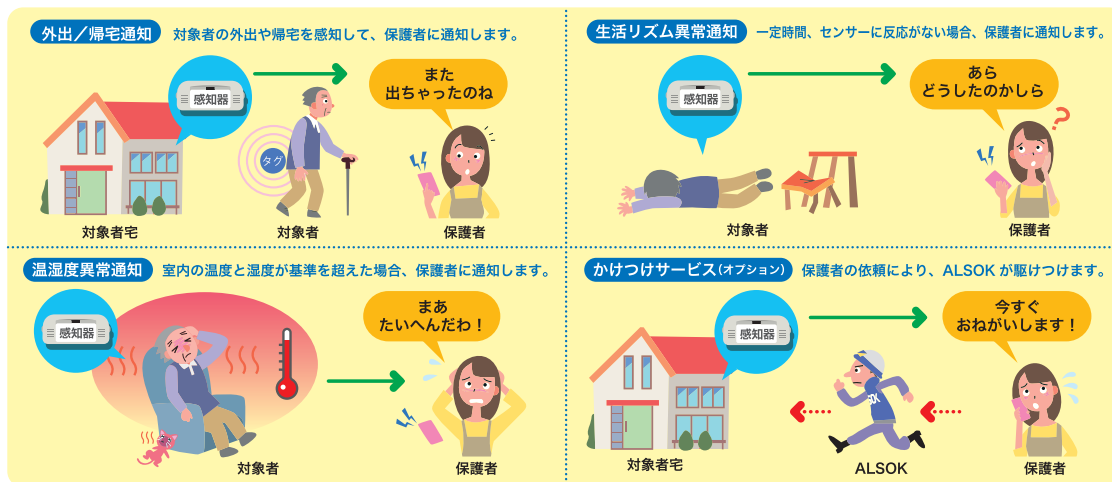 外出／帰宅通知
対象者の外出や帰宅を感知して、保護者に通知します。
感知器
また
出ちゃったのね
タグ
対象者宅
対象者
保護者
生活リズム異常通知
一定時間、センサーに反応がない場合、保護者に通知します。
感知器
あら
どうしたのかしら
?
対象者
保護者
温湿度異常通知
室内の温度と湿度が基準を超えた場合、保護者に通知します。
感知器
まあ
たいへんだわ！
対象者
保護者
かけつけサービス（オプション）
保護者の依頼により、ALSOK が駆けつけます。
感知器
今すぐ
おねがいします！
対象者宅
ALSOK
保護者